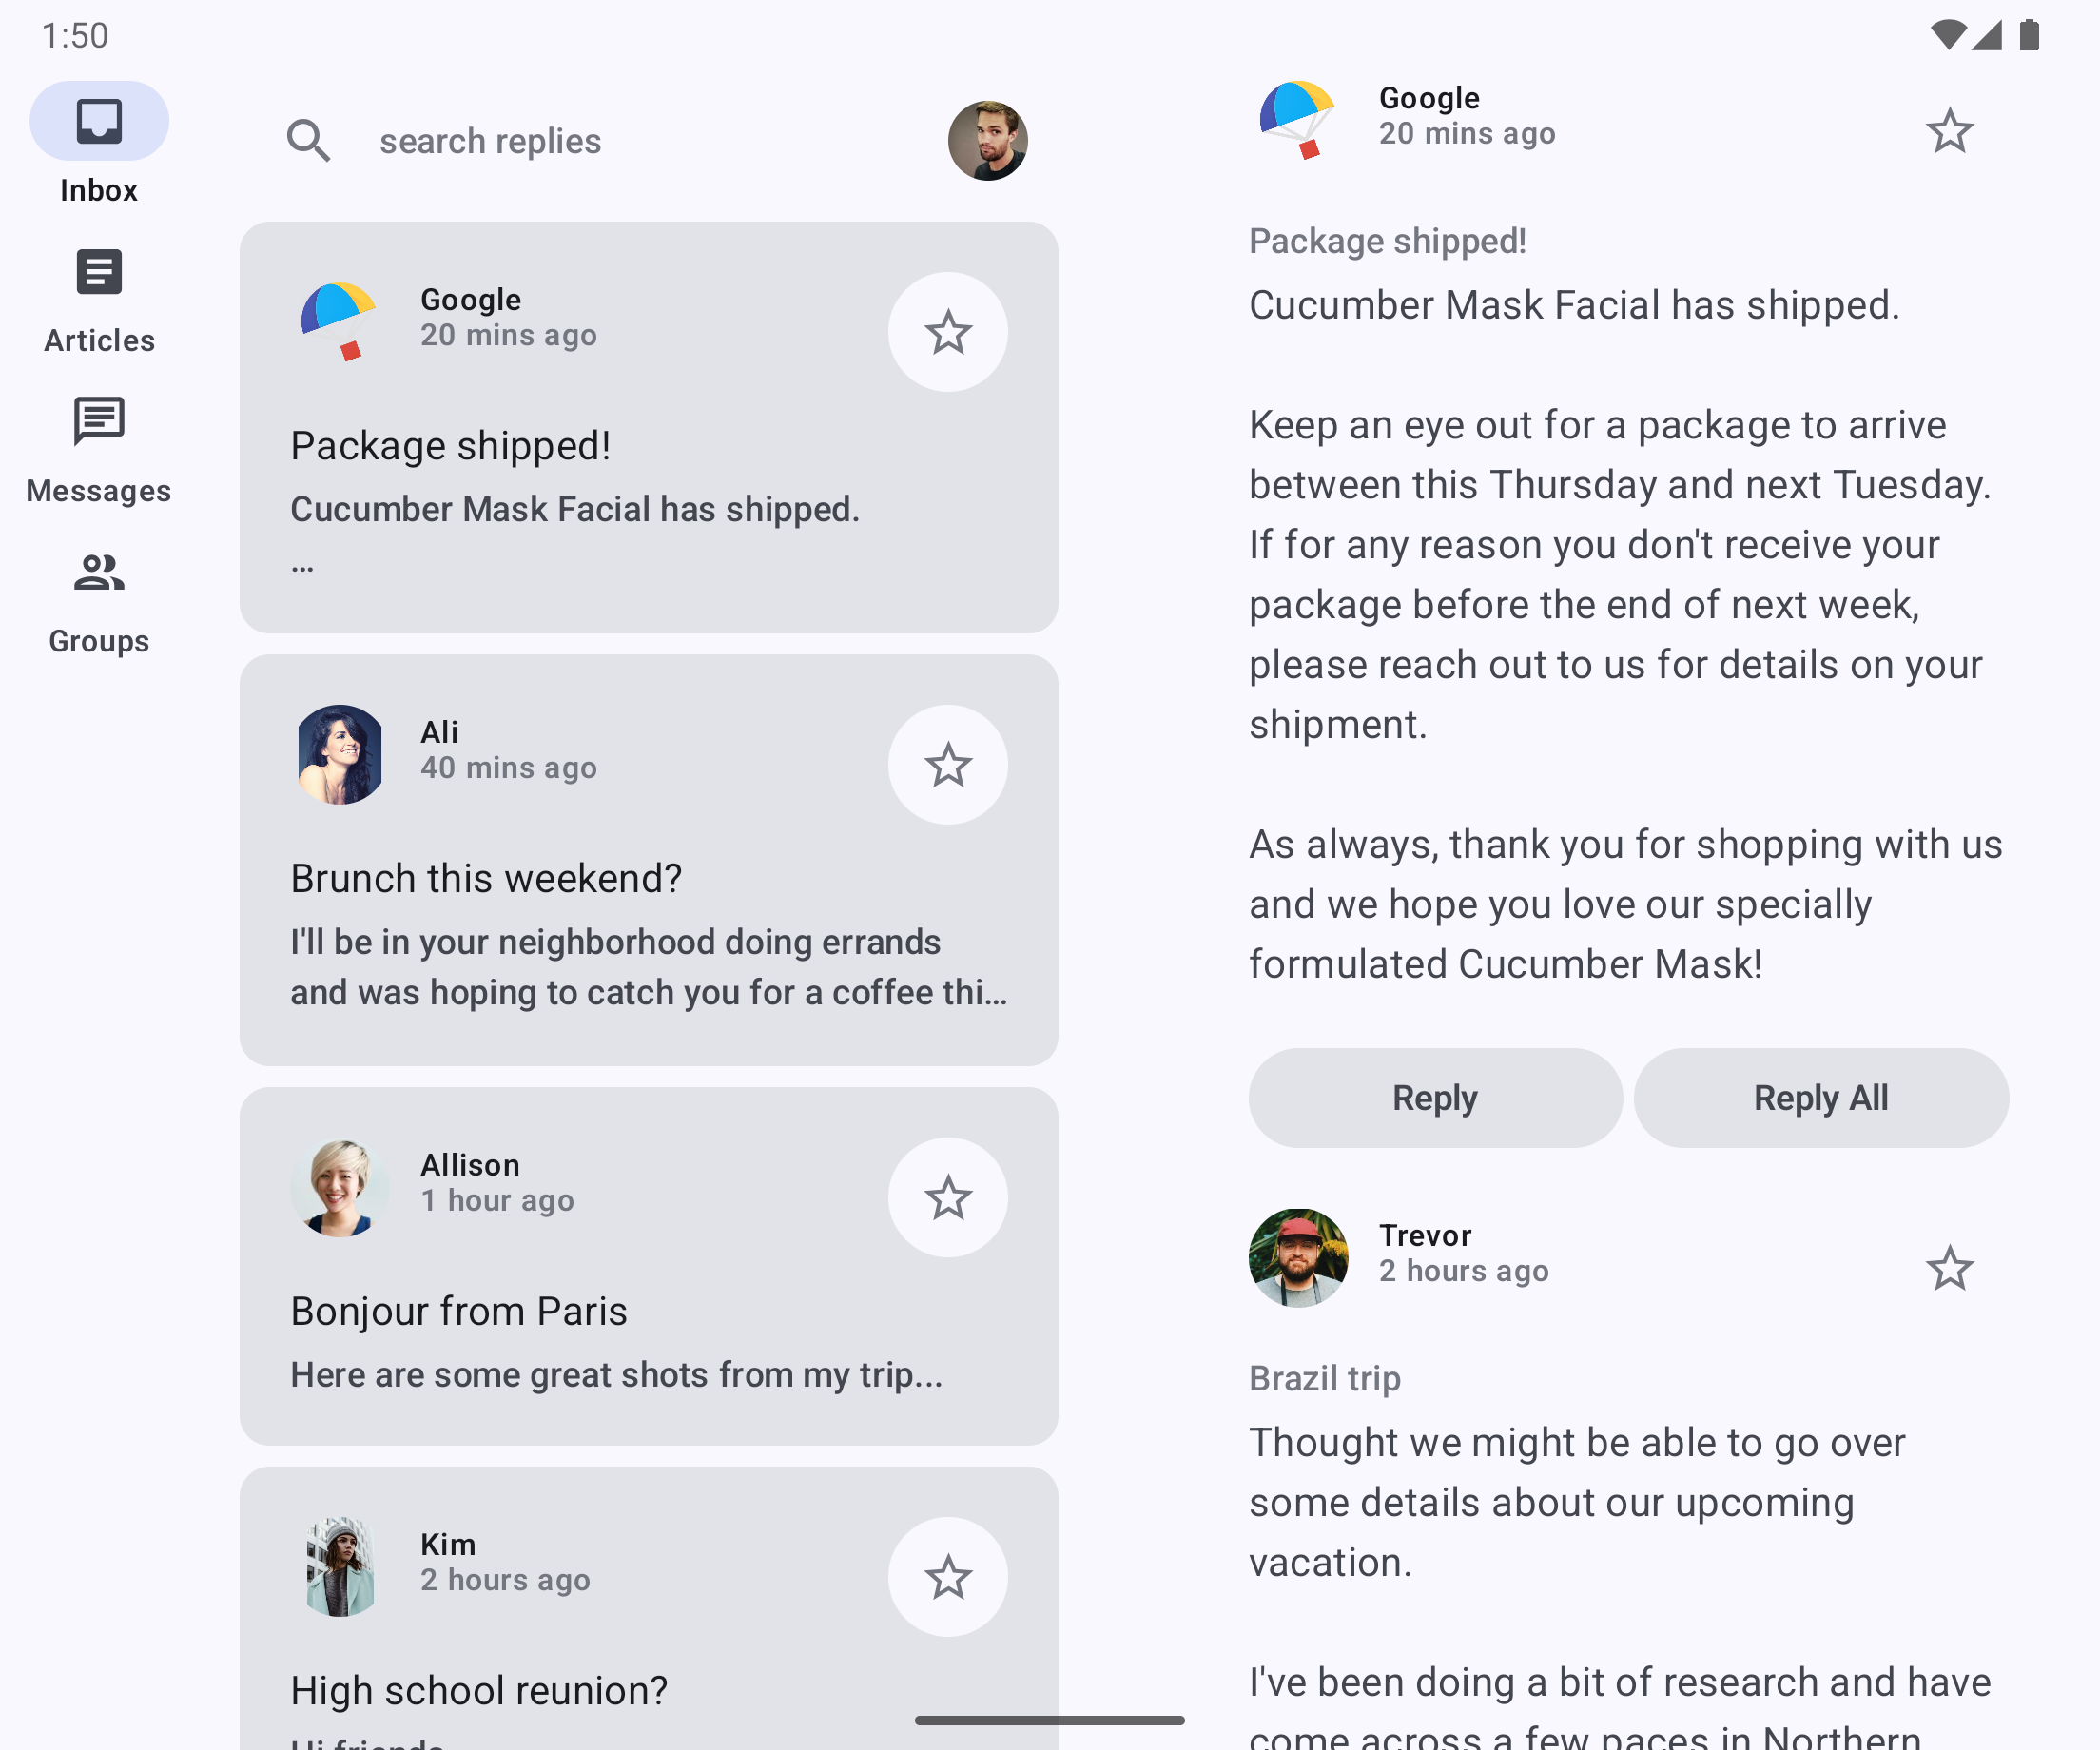 1:50
Inbox
Articles
Messages
Groups
search replies
Google
20 mins ago
Package shipped!
Cucumber Mask Facial has shipped.
...
Ali
40 mins ago
Brunch this weekend?
I'll be in your neighborhood doing errands
and was hoping to catch you for a coffee thi...
Allison
1 hour ago
Bonjour from Paris
Here are some great shots from my trip...
Kim
2 hours ago
High school reunion?
Hi friends
Google
20 mins ago
Package shipped!
Cucumber Mask Facial has shipped.
Keep an eye out for a package to arrive
between this Thursday and next Tuesday.
If for any reason you don't receive your
package before the end of next week,
please reach out to us for details on your
shipment.
As always, thank you for shopping with us
and we hope you love our specially
formulated Cucumber Mask!
Reply
Reply All
Trevor
2 hours ago
Brazil trip
Thought we might be able to go over
some details about our upcoming
vacation.
I've been doing a bit of research and have
come across a few paces in Northern